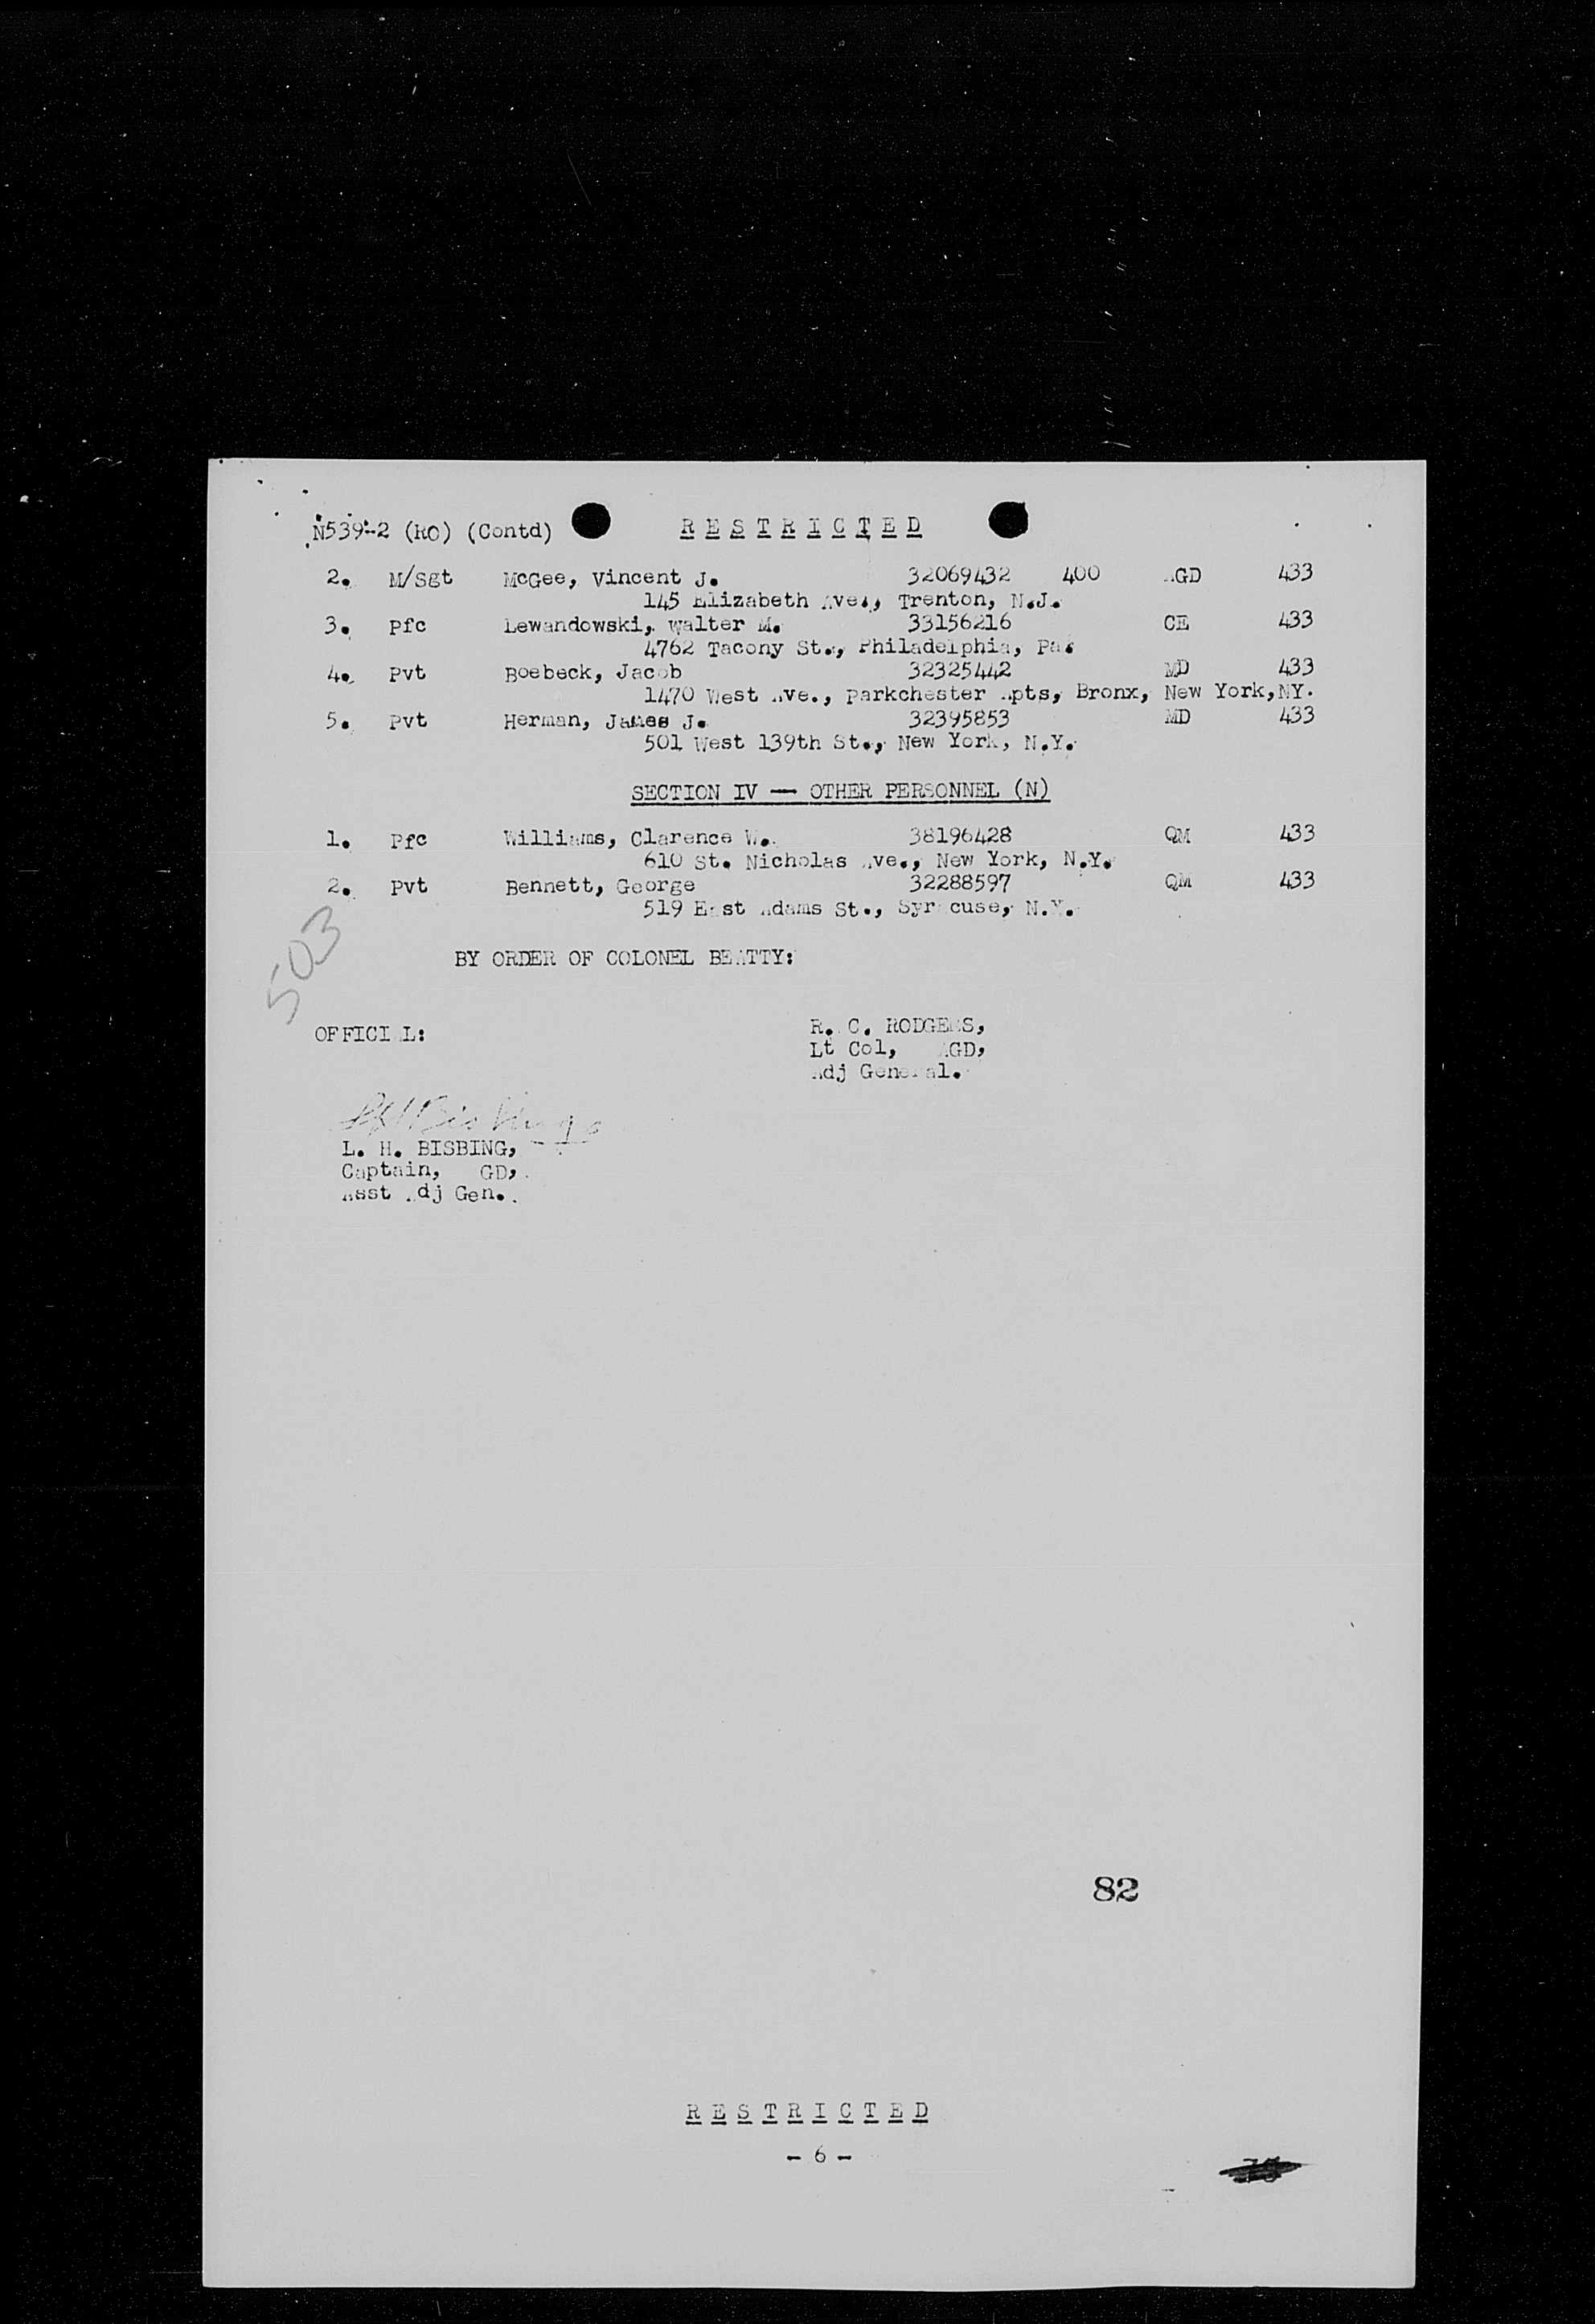 N539-2 (RO) (Contd) RESTRICTED
2. M/Sgt McGee, Vincent J. 32069432 400 AGD 433
145 Elizabeth Ave., Trenton, N.J.
3. Pfc Lewandowski, Walter M. 33156216 CE 433
4762 Tacony St., Philadelphia, Pa.
4. Pvt Boebeck, Jacob 32325442 MD 433
1470 West Ave., Parkchester Apts, Bronx, New York,NY.
5. Pvt Herman, James J. 32395853 MD 433
501 West 139th St., New York, N.Y.
SECTION IV — OTHER PERSONNEL (N)
1. Pfc Williams, Clarence W. 38196428 QM 433
610 St. Nicholas Ave., New York, N.Y.
2. Pvt Bennett, George 32288597 QM 433
519 East Adams St., Syracuse, N.Y.
503
BY ORDER OF COLONEL BEATTY:
OFFICIAL:
R. C. RODGERS,
Lt Col, AGD,
Adj General.
L H Bisbing
L. H. BISBING,
Captain, AGD,
Asst Adj Gen.
82
RESTRICTED
- 6 -